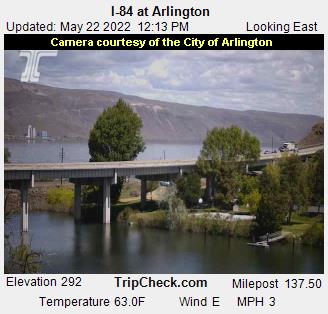 I-84 at Arlington
Updated: May 22 2022 12:13 PM Looking East
Camera courtesy of the City of Arlington
Elevation 292 TripCheck.com Milepost 137.50
Temperature 63.0F Wind E MPH 3